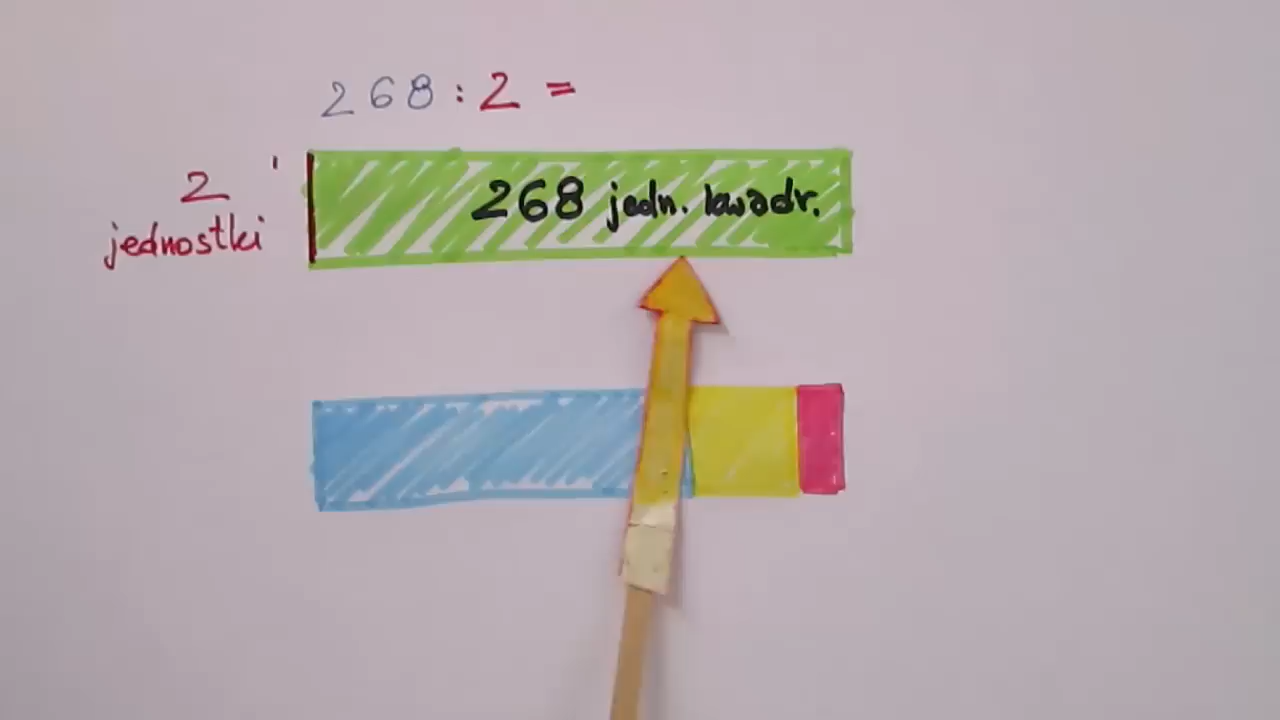 268 : 2 =
2
jednostki
268 jedn. kwadr.